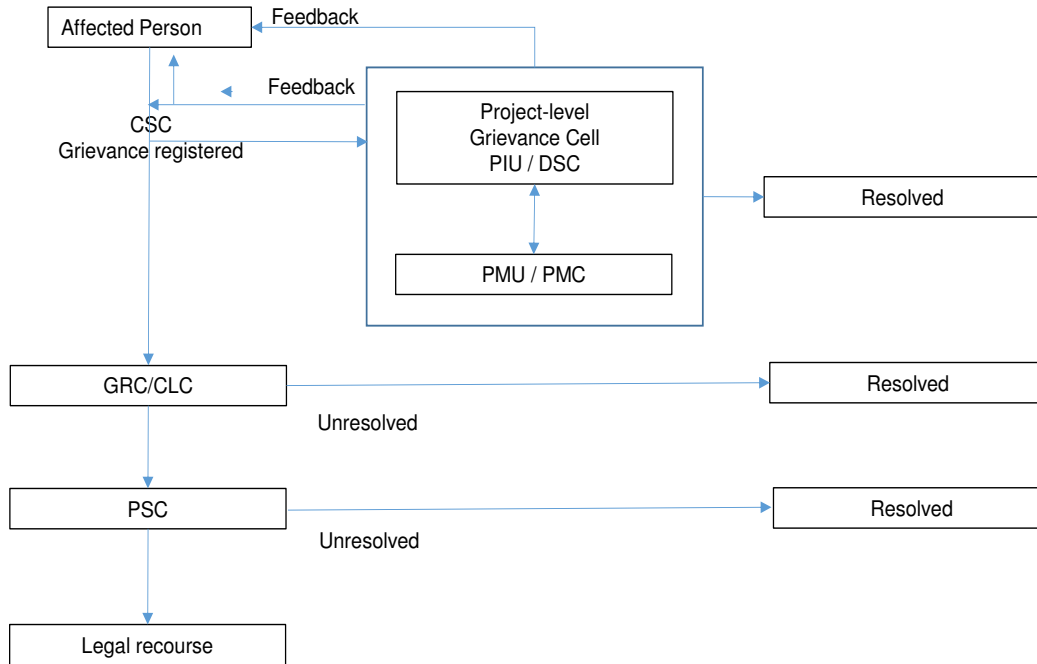 Affected Person
Feedback
Feedback
CSC
Grievance registered
Project-level
Grievance Cell
PIU / DSC
Resolved
PMU / PMC
GRC/CLC
Resolved
Unresolved
PSC
Resolved
Unresolved
Legal recourse